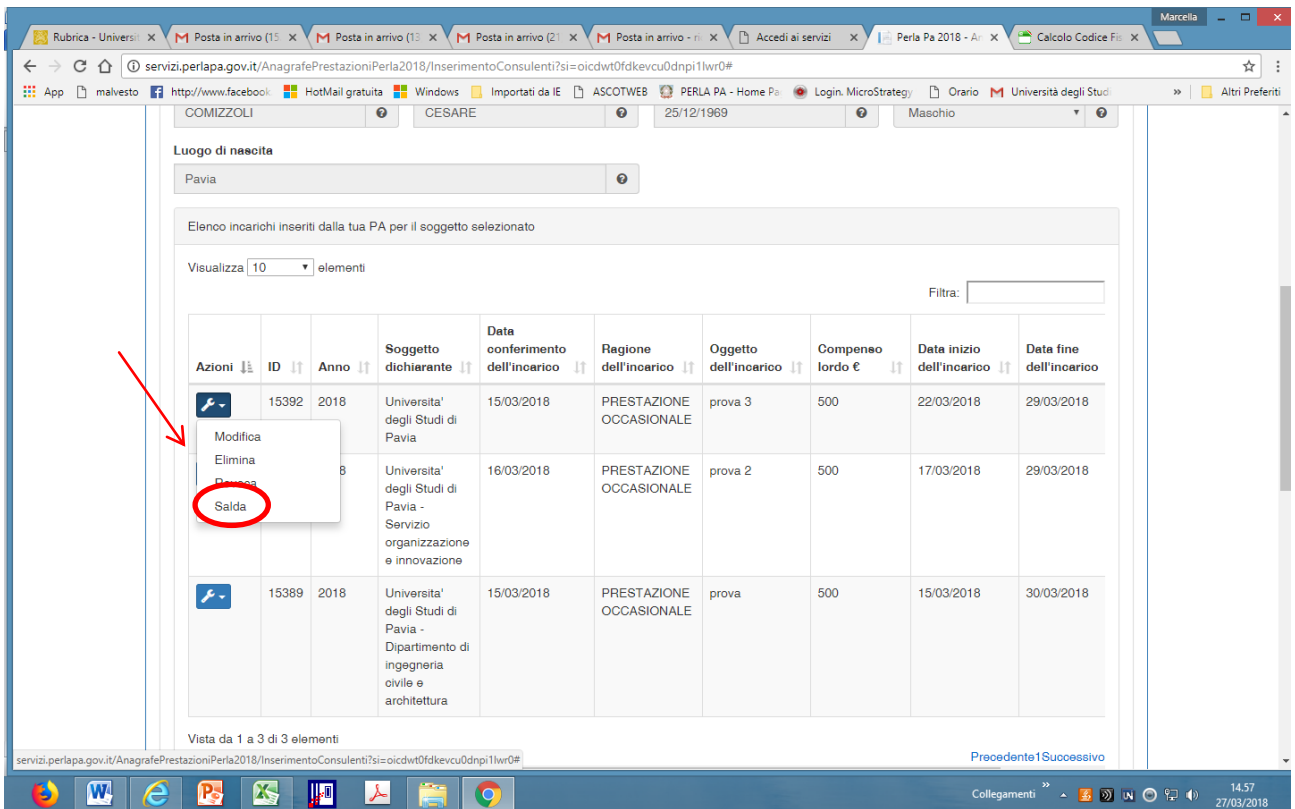 Marcella
Rubrica - Universit
Posta in arrivo (15
Posta in arrivo (13
Posta in arrivo (21
Posta in arrivo - ri
Accedi ai servizi
Perla Pa 2018 - An
Calcolo Codice Fis
servizi.perlapa.gov.it/AnagrafePrestazioniPerla2018/InserimentoConsulenti?si=oicdwt0fdkevcu0dnpi1lwr0#
App malvesto http://www.facebook HotMail gratuita Windows Importati da IE ASCOTWEB PERLA PA - Home Pa Login. MicroStrategy Orario Università degli Studi » Altri Preferiti
COMIZZOLI CESARE 25/12/1969 Maschio
Luogo di nascita
Pavia
Elenco incarichi inseriti dalla tua PA per il soggetto selezionato
Visualizza 10 elementi
Filtra:
Azioni ID Anno Soggetto dichiarante Data conferimento dell'incarico Ragione dell'incarico Oggetto dell'incarico Compenso lordo € Data inizio dell'incarico Data fine dell'incarico
15392 2018 Universita' degli Studi di Pavia 15/03/2018 PRESTAZIONE OCCASIONALE prova 3 500 22/03/2018 29/03/2018
Modifica
Elimina
Revoca
Salda
8 Universita' degli Studi di Pavia - Servizio organizzazione e innovazione 16/03/2018 PRESTAZIONE OCCASIONALE prova 2 500 17/03/2018 29/03/2018
15389 2018 Universita' degli Studi di Pavia - Dipartimento di ingegneria civile e architettura 15/03/2018 PRESTAZIONE OCCASIONALE prova 500 15/03/2018 30/03/2018
Vista da 1 a 3 di 3 elementi
Precedente1Successivo
servizi.perlapa.gov.it/AnagrafePrestazioniPerla2018/InserimentoConsulenti?si=oicdwt0fdkevcu0dnpi1lwr0#
Collegamenti »
14.57
27/03/2018